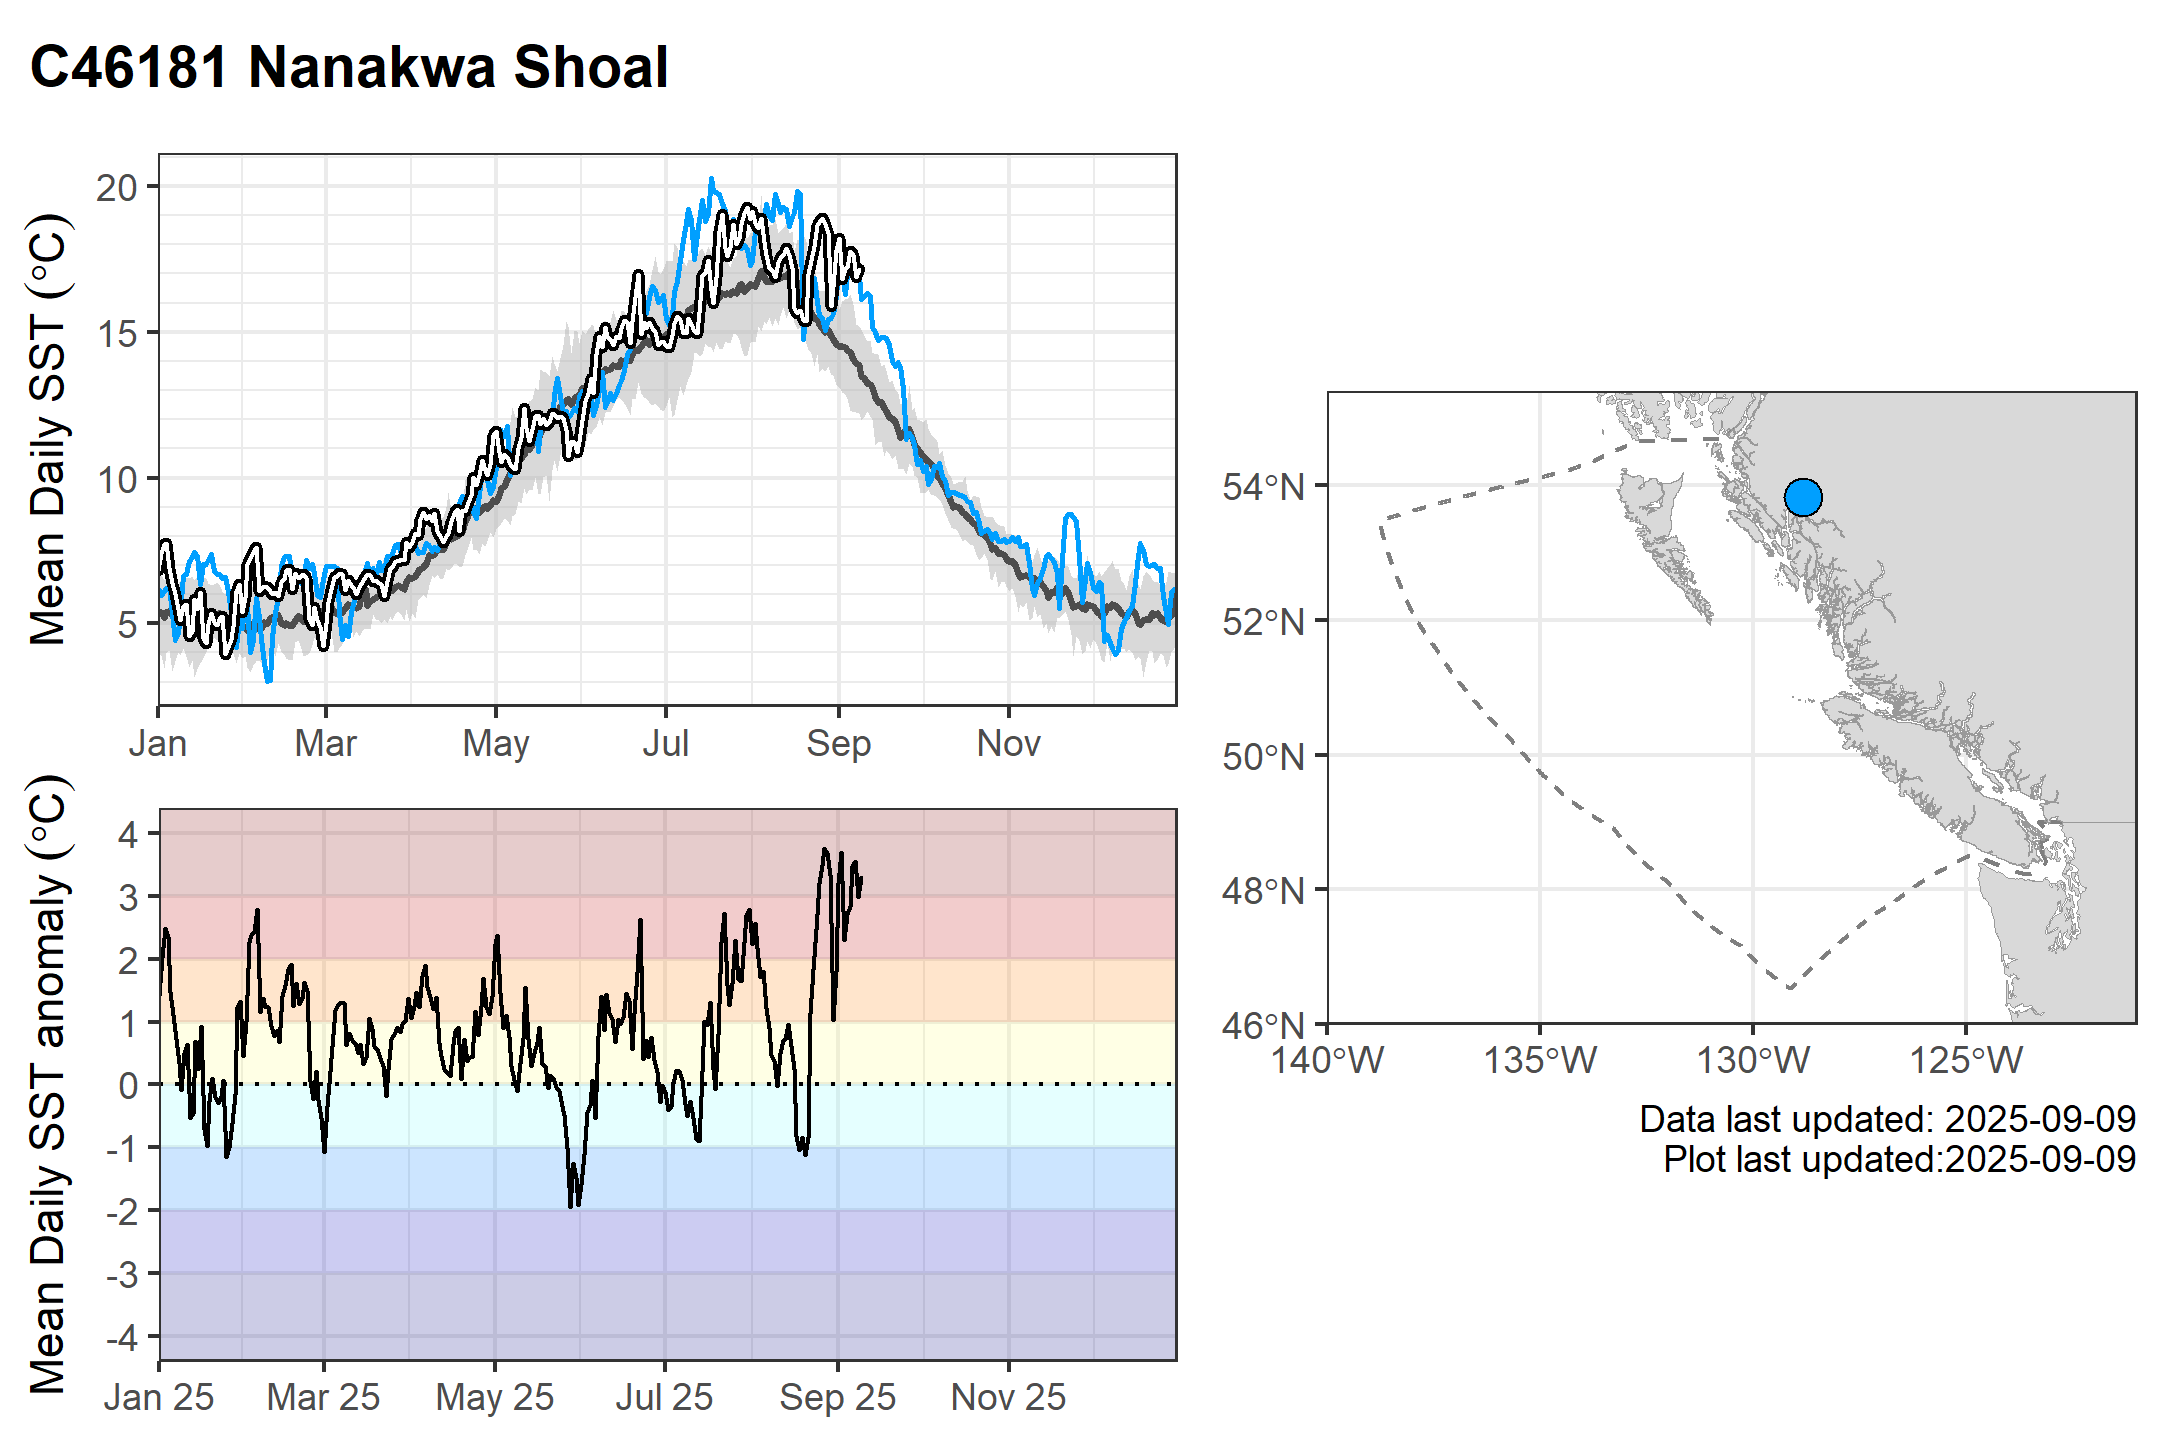 C46181 Nanakwa Shoal
Mean Daily SST (°C)
20
15
10
5
Jan Mar May Jul Sep Nov
Mean Daily SST anomaly (°C)
4
3
2
1
0
-1
-2
-3
-4
Jan 25 Mar 25 May 25 Jul 25 Sep 25 Nov 25
54°N
52°N
50°N
48°N
46°N
140°W 135°W 130°W 125°W
Data last updated: 2025-09-09
Plot last updated:2025-09-09